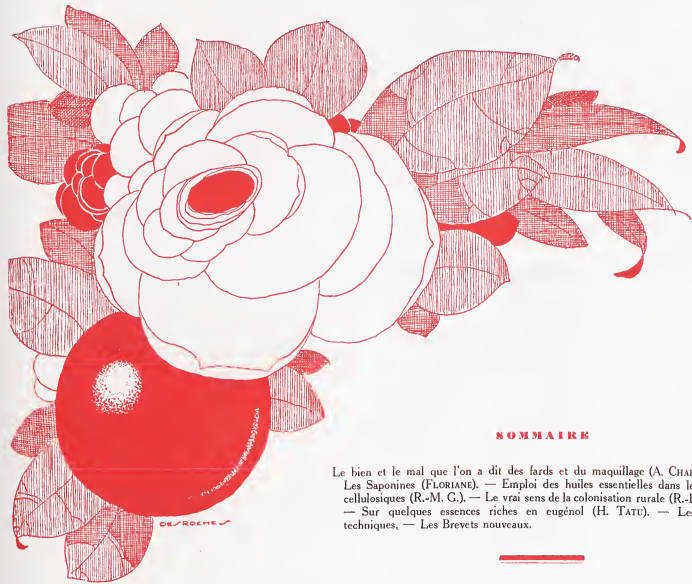 SOMMAIRE
Le bien et le mal que l'on a dit des fards et du maquillage (A.
Les Saponines (FLORIANE). — Emploi des huiles essentielles dans
cellulosiques (R.-M. G.). — Le vrai sens de la colonisation rurale
— Sur quelques essences riches en eugénol (H. TATU). —
techniques. — Les Brevets nouveaux.
DESROCHES